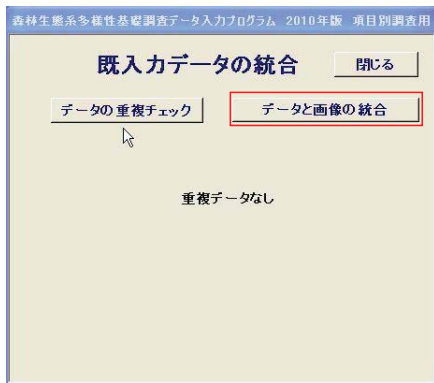 森林生態系多様性基礎調査データ入力プログラム 2010年版 項目別調査用
既入力データの統合
閉じる
データの重複チェック
データと画像の統合
重複データなし